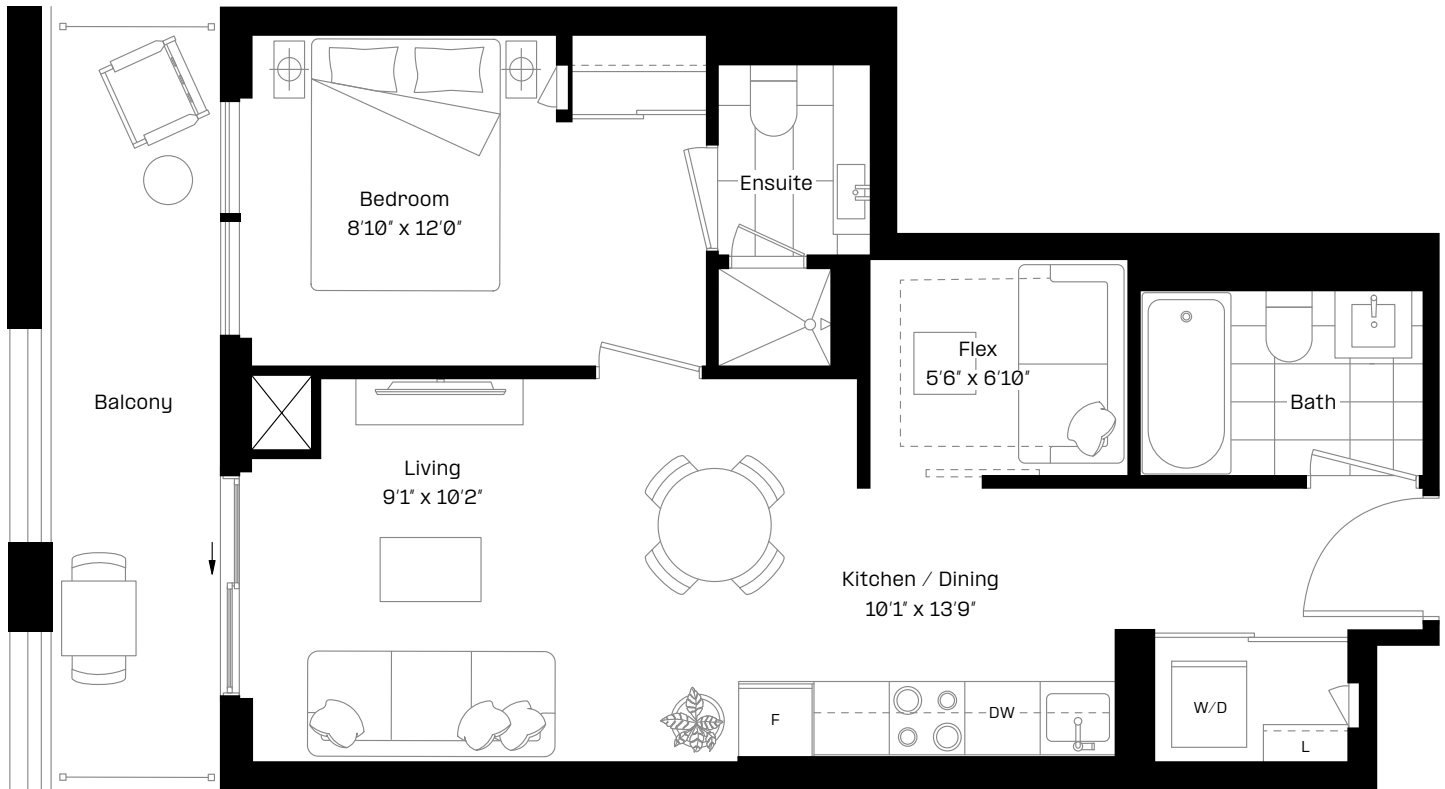 Bedroom
8'10" x 12'0"
Ensuite
Flex
5'6" x 6'10"
Bath
Balcony
Living
9'1" x 10'2"
Kitchen / Dining
10'1" x 13'9"
F
DW
W/D
L